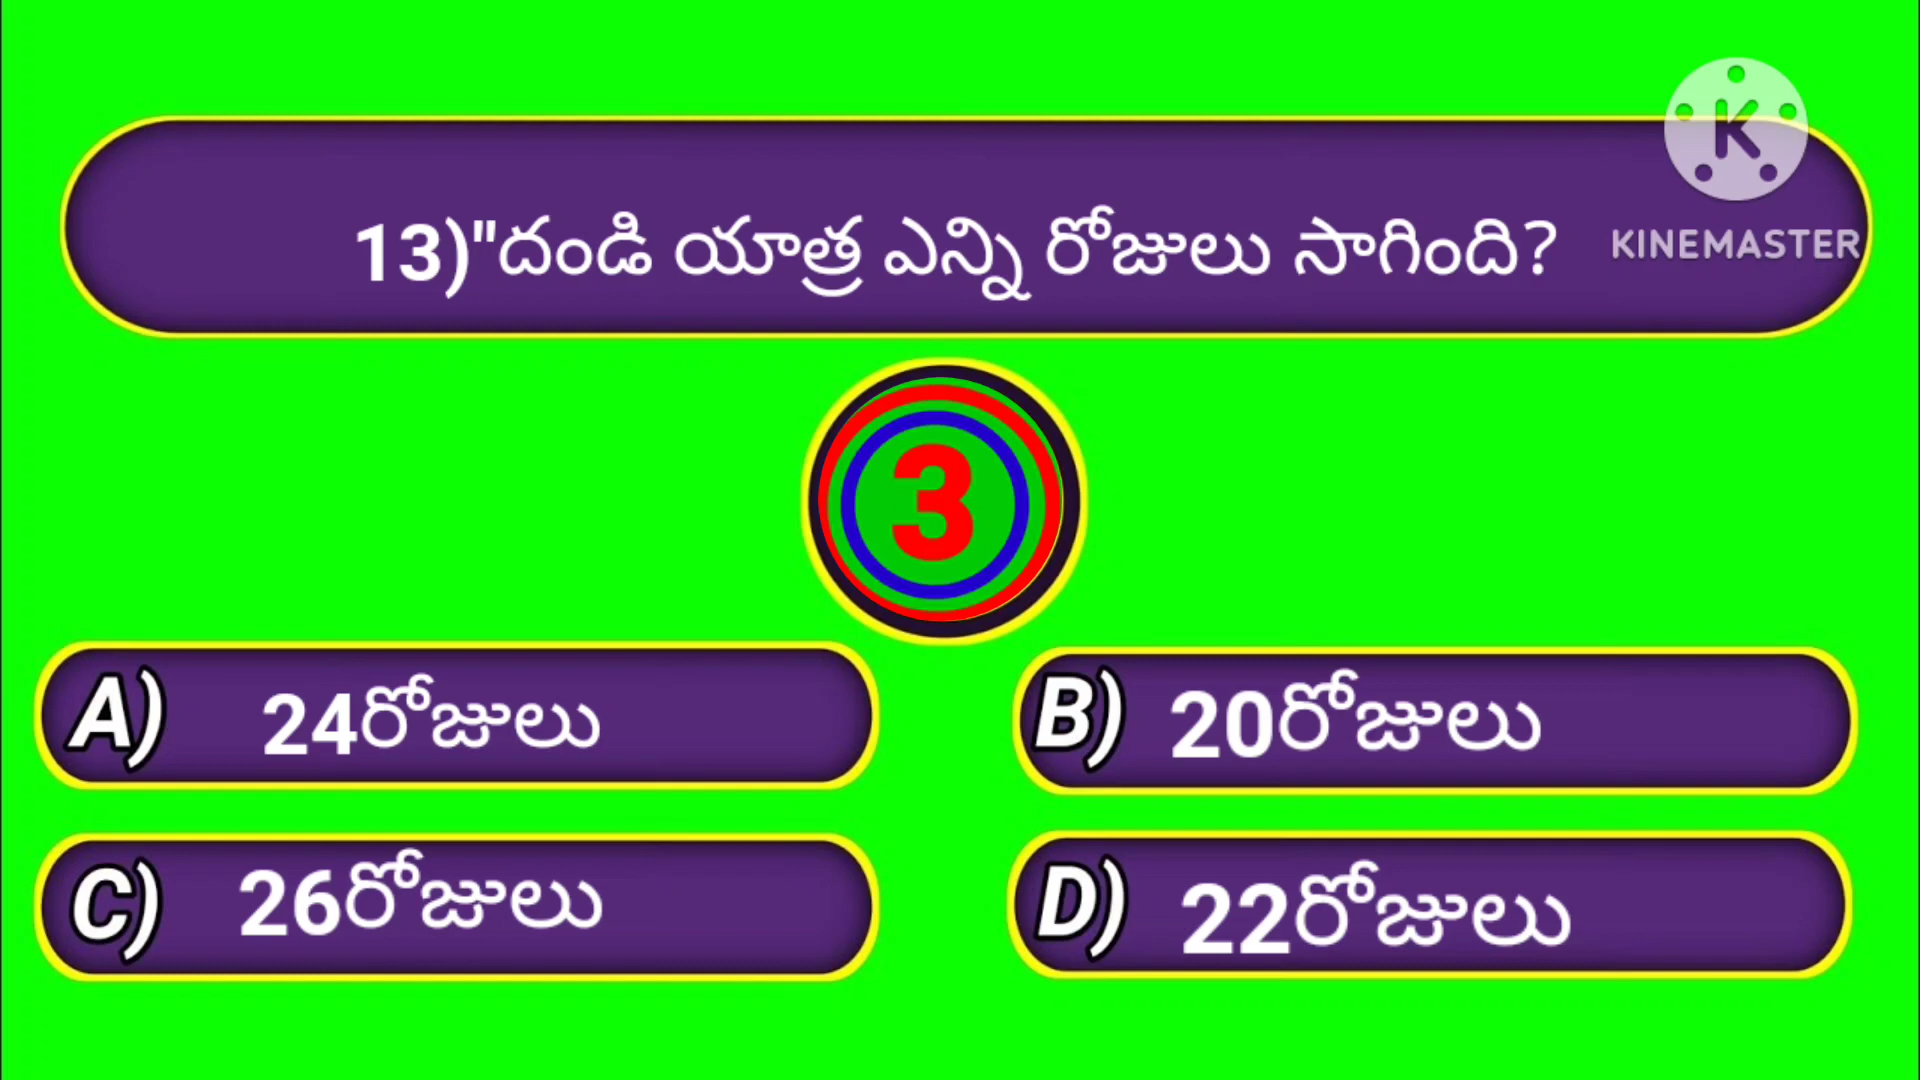 13)"దండి యాత్ర ఎన్ని రోజులు సాగింది?
K
KINEMASTER
3
A) 24రోజులు
B) 20రోజులు
C) 26రోజులు
D) 22రోజులు